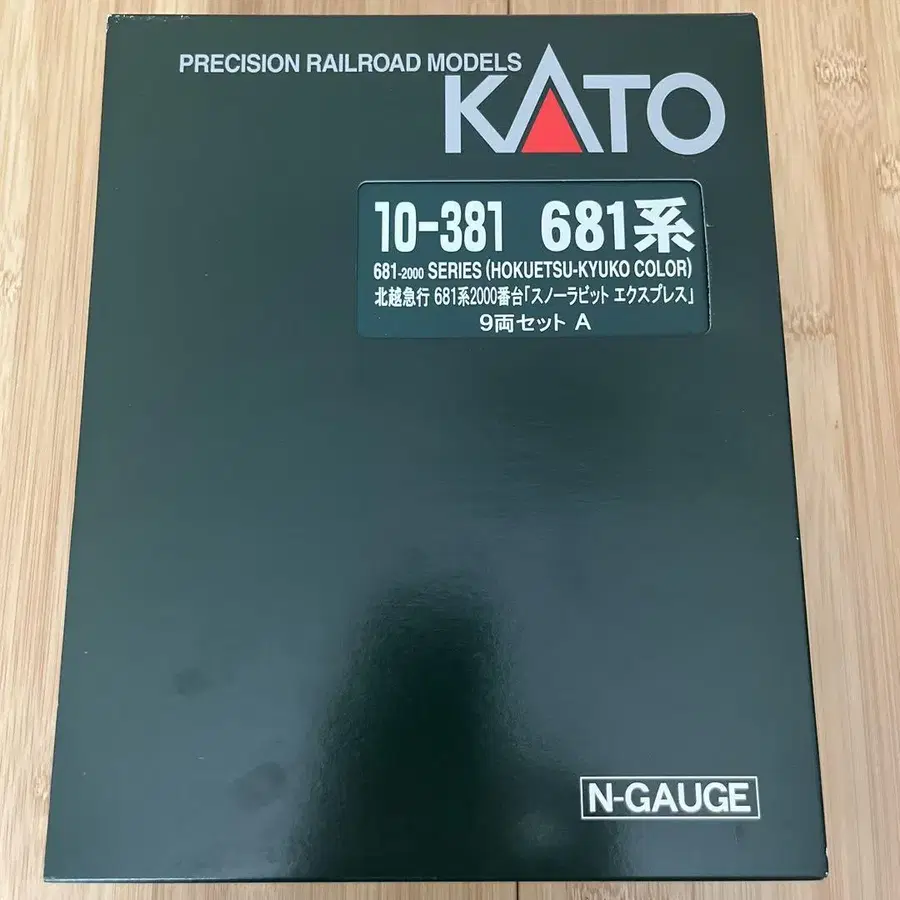 PRECISION RAILROAD MODELS
KATO
10-381 681系
681-2000 SERIES (HOKUETSU-KYUKO COLOR)
北越急行 681系2000番台「スノーラビット エクスプレス」
9両セット A
N-GAUGE